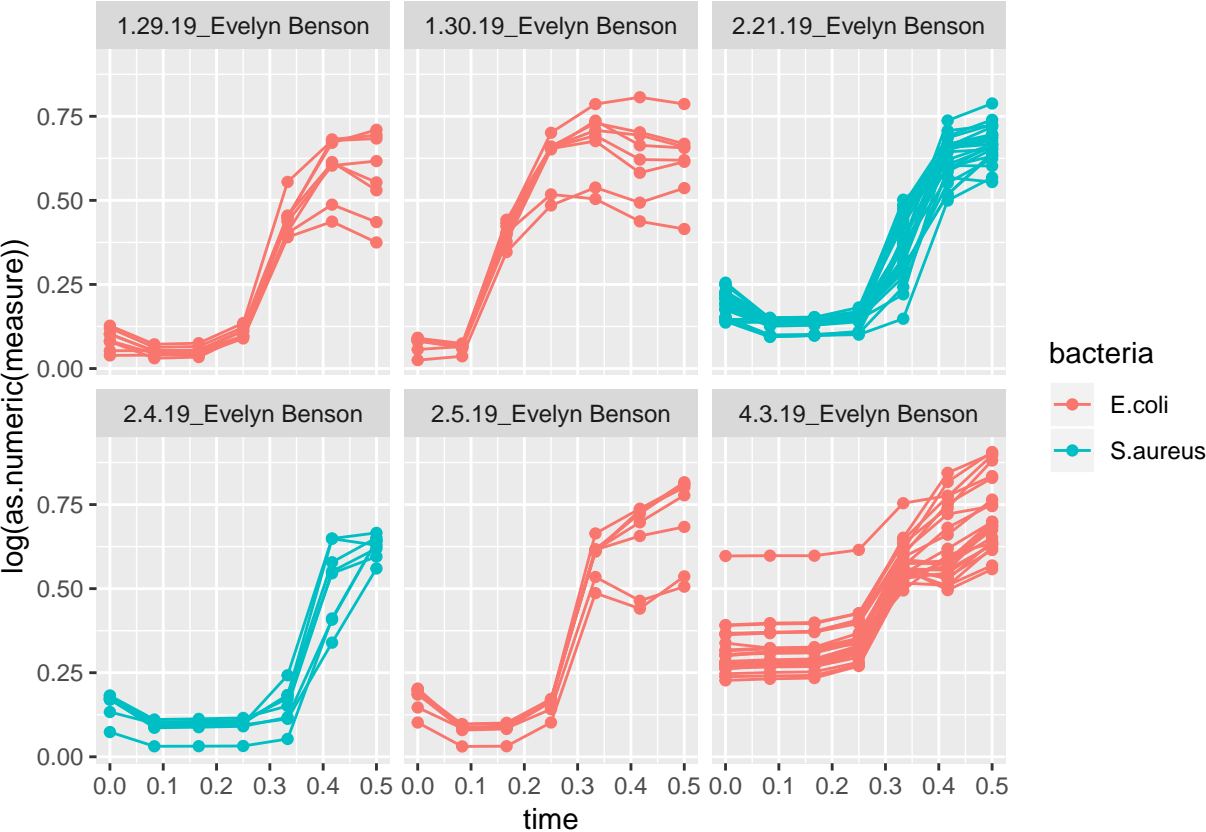 1.29.19_Evelyn Benson 1.30.19_Evelyn Benson 2.21.19_Evelyn Benson
0.75
0.50
0.25
0.00
2.4.19_Evelyn Benson 2.5.19_Evelyn Benson 4.3.19_Evelyn Benson
0.75
0.50
0.25
0.00
0.0 0.1 0.2 0.3 0.4 0.5 0.0 0.1 0.2 0.3 0.4 0.5 0.0 0.1 0.2 0.3 0.4 0.5
time
log(as.numeric(measure))
bacteria
E.coli
S.aureus